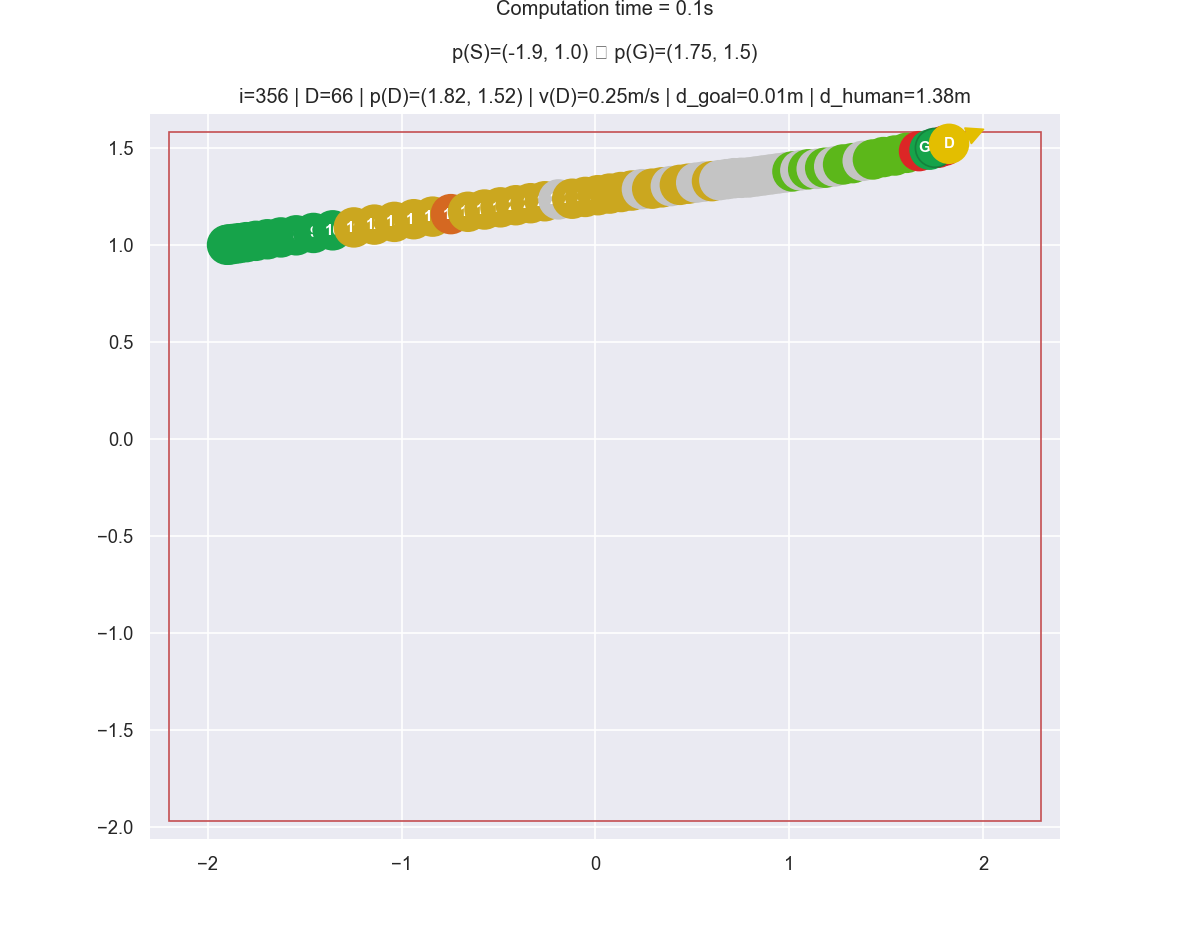 Computation time = 0.1s
p(S)=(-1.9, 1.0) □ p(G)=(1.75, 1.5)
i=356 | D=66 | p(D)=(1.82, 1.52) | v(D)=0.25m/s | d_goal=0.01m | d_human=1.38m
1.5
1.0
0.5
0.0
−0.5
−1.0
−1.5
−2.0
G
D
−2
−1
0
1
2